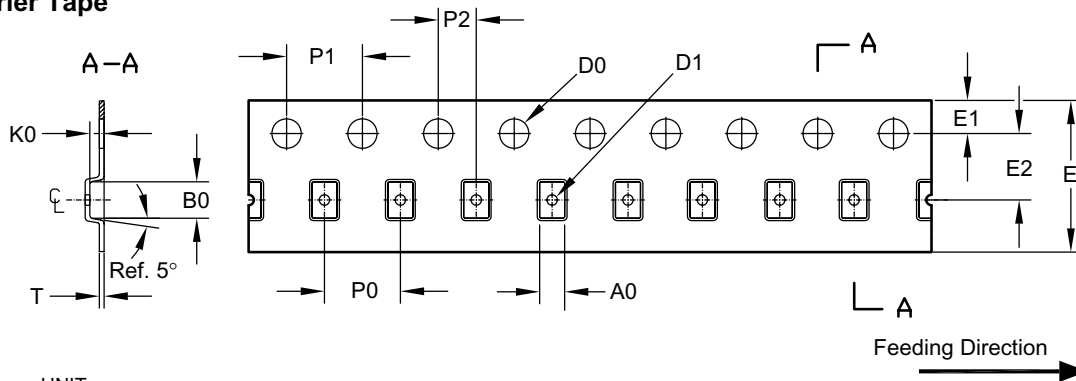 rier Tape
A-A
P1
P2
D0
D1
A
K0
E1
E2
E
B0
℄
Ref. 5°
T
P0
A0
A
Feeding Direction
UNIT